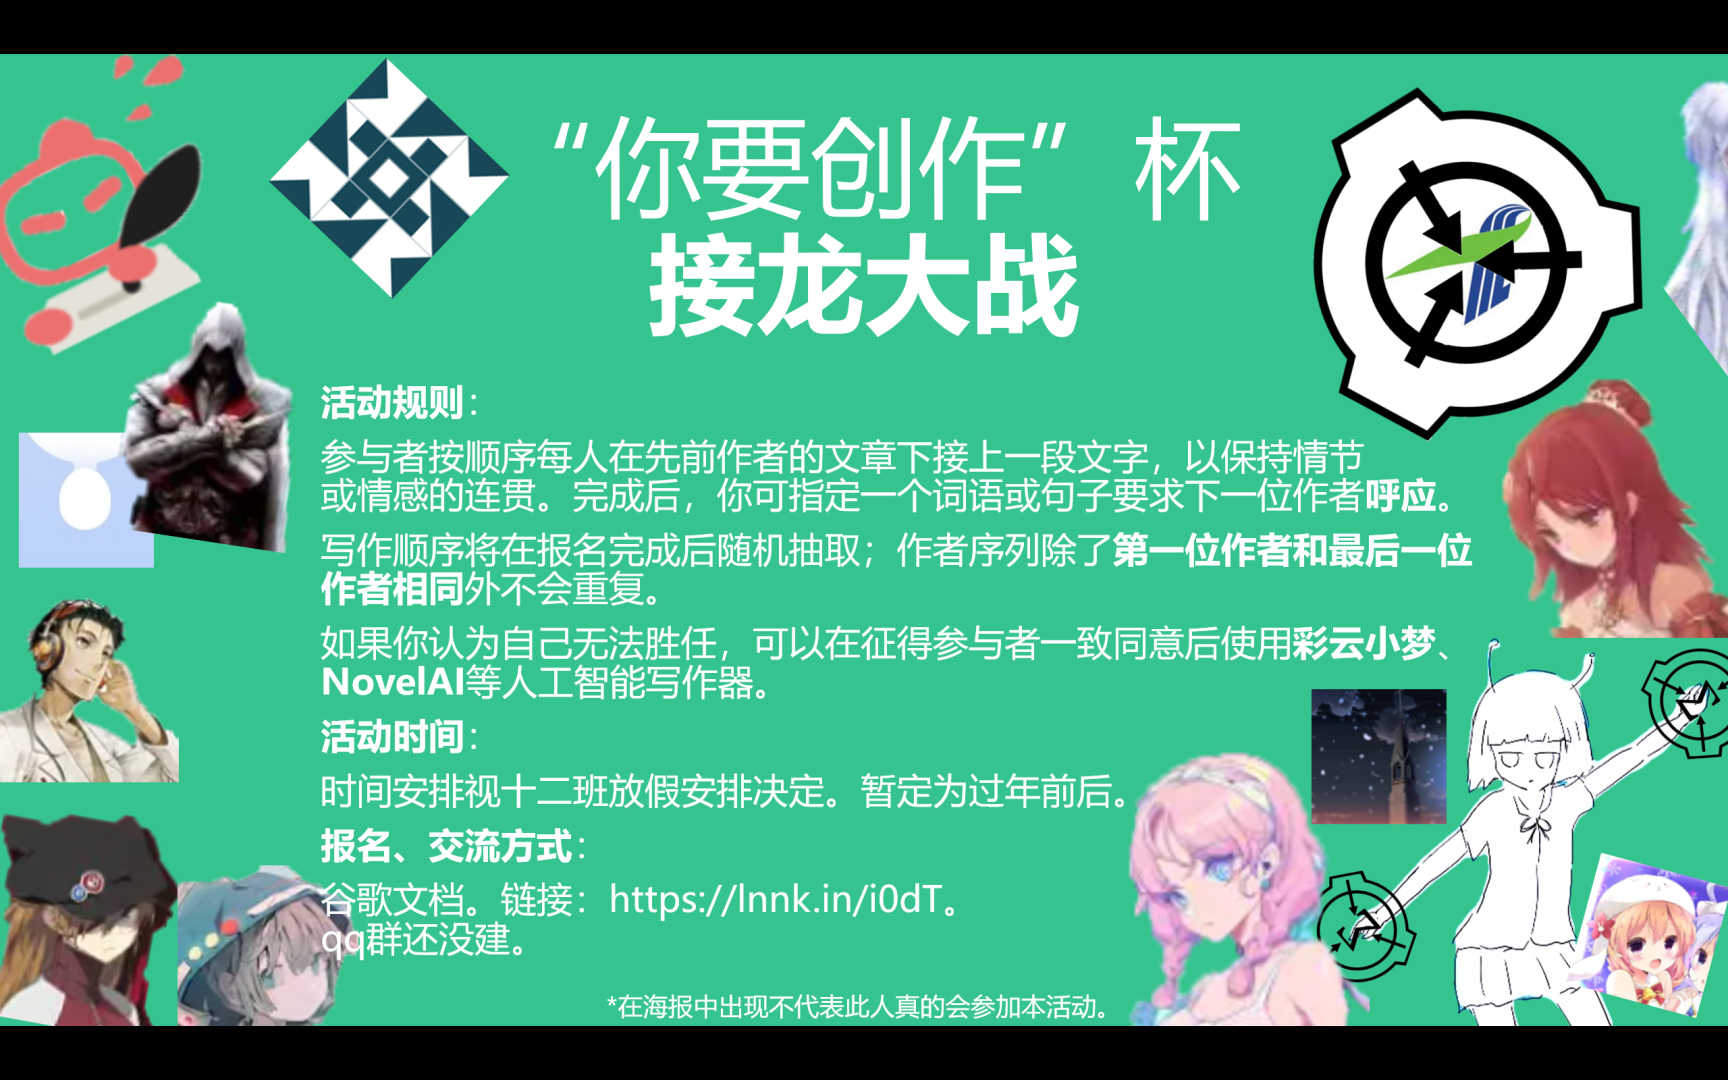 “你要创作”杯
接龙大战
活动规则：
参与者按顺序每人在先前作者的文章下接上一段文字，以保持情节
或情感的连贯。完成后，你可指定一个词语或句子要求下一位作者呼应。
写作顺序将在报名完成后随机抽取；作者序列除了第一位作者和最后一位
作者相同外不会重复。
如果你认为自己无法胜任，可以在征得参与者一致同意后使用彩云小梦、
NovelAI等人工智能写作器。
活动时间：
时间安排视十二班放假安排决定。暂定为过年前后。
报名、交流方式：
谷歌文档。链接：https://lnnk.in/i0dT。
qq群还没建。
*在海报中出现不代表此人真的会参加本活动。